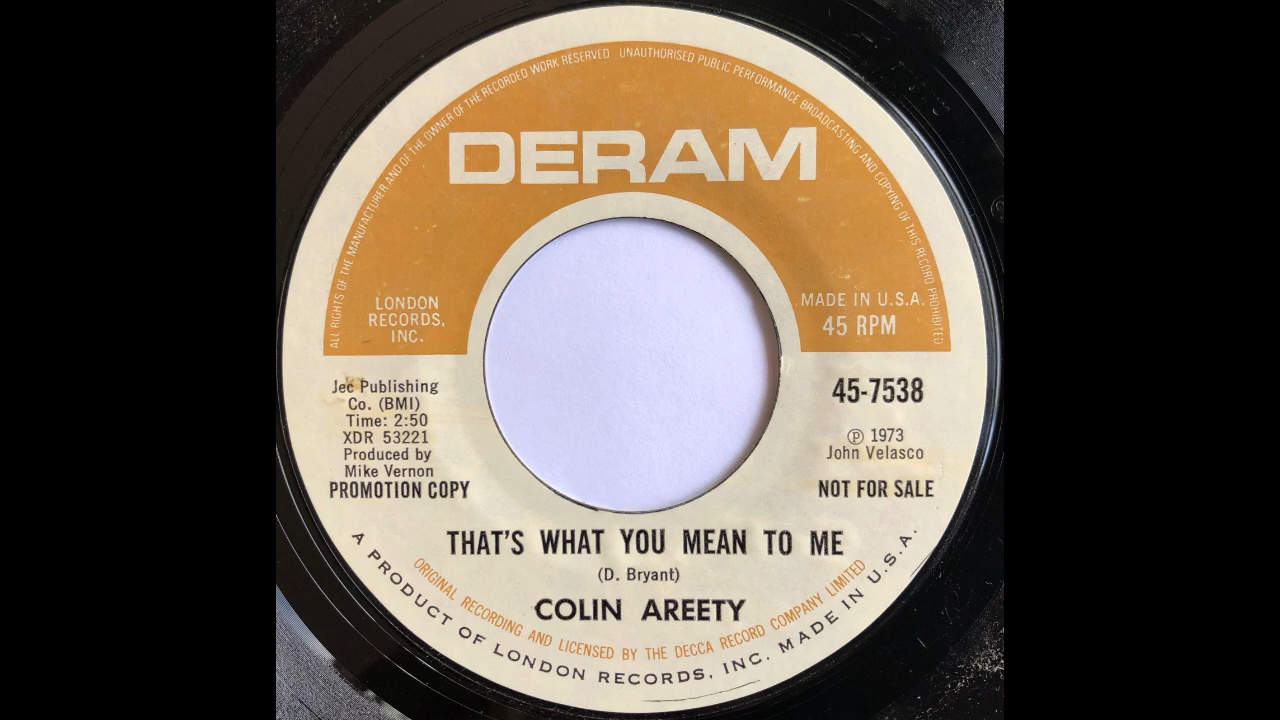 ALL RIGHTS OF THE MANUFACTURER AND OF THE OWNER OF THE RECORDED WORK RESERVED UNAUTHORISED PUBLIC PERFORMANCE BROADCASTING AND COPYING OF THIS RECORD PROHIBITED
DERAM
LONDON
RECORDS,
INC.
MADE IN U.S.A.
45 RPM
Jec Publishing
Co. (BMI)
Time: 2:50
XDR 53221
Produced by
Mike Vernon
PROMOTION COPY
45-7538
℗ 1973
John Velasco
NOT FOR SALE
THAT'S WHAT YOU MEAN TO ME
(D. Bryant)
COLIN AREETY
ORIGINAL RECORDING AND LICENSED BY THE DECCA RECORD COMPANY LIMITED
A PRODUCT OF LONDON RECORDS, INC. MADE IN U.S.A.